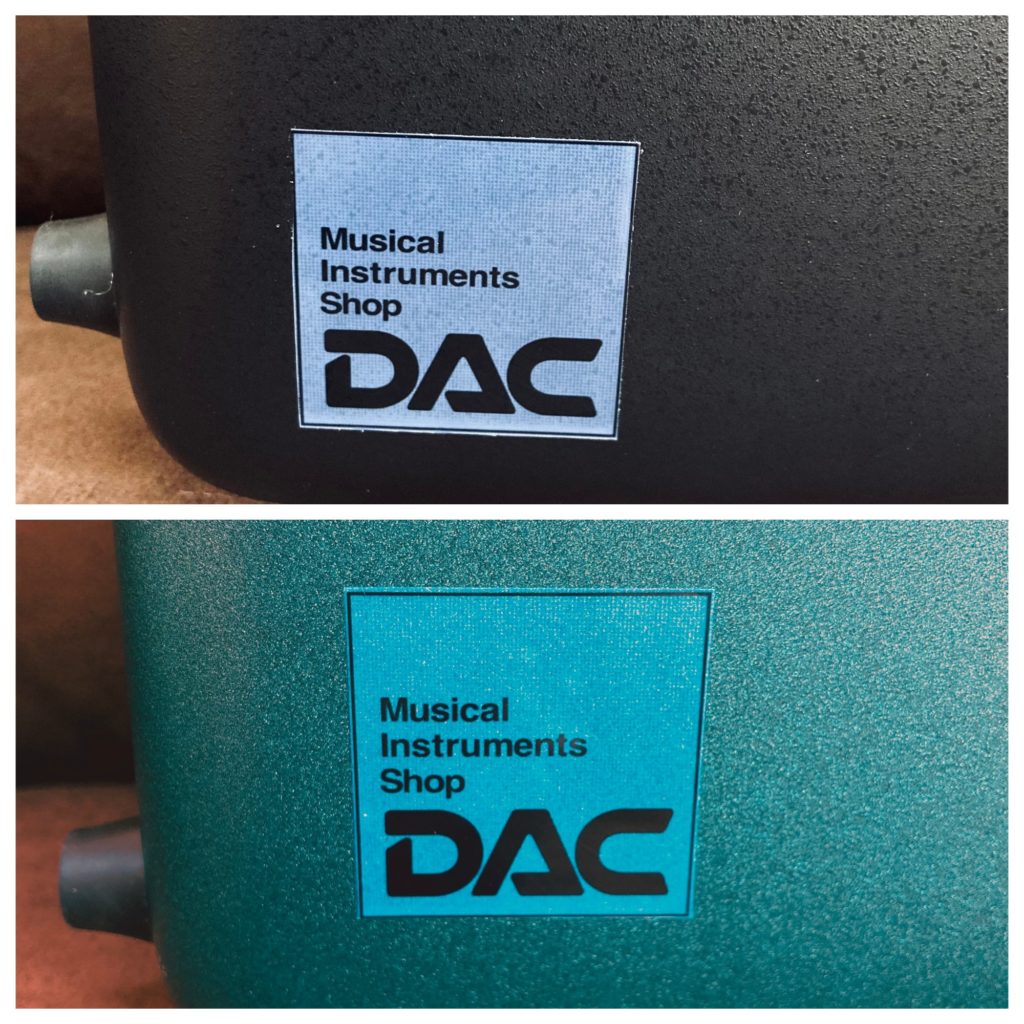 Musical
Instruments
Shop
DAC
Musical
Instruments
Shop
DAC